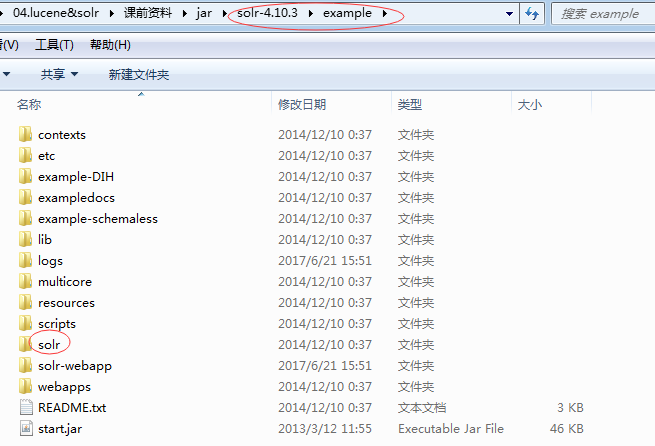 04.lucene&solr 课前资料 jar solr-4.10.3 example 搜索 example
(V) 工具(T) 帮助(H)
共享 新建文件夹
名称 修改日期 类型 大小
contexts 2014/12/10 0:37 文件夹
etc 2014/12/10 0:37 文件夹
example-DIH 2014/12/10 0:37 文件夹
exampledocs 2014/12/10 0:37 文件夹
example-schemaless 2014/12/10 0:37 文件夹
lib 2014/12/10 0:37 文件夹
logs 2017/6/21 15:51 文件夹
multicore 2014/12/10 0:37 文件夹
resources 2014/12/10 0:37 文件夹
scripts 2014/12/10 0:37 文件夹
solr 2014/12/10 0:37 文件夹
solr-webapp 2017/6/21 15:51 文件夹
webapps 2014/12/10 0:37 文件夹
README.txt 2014/12/10 0:37 文本文档 3 KB
start.jar 2013/3/12 11:55 Executable Jar File 46 KB